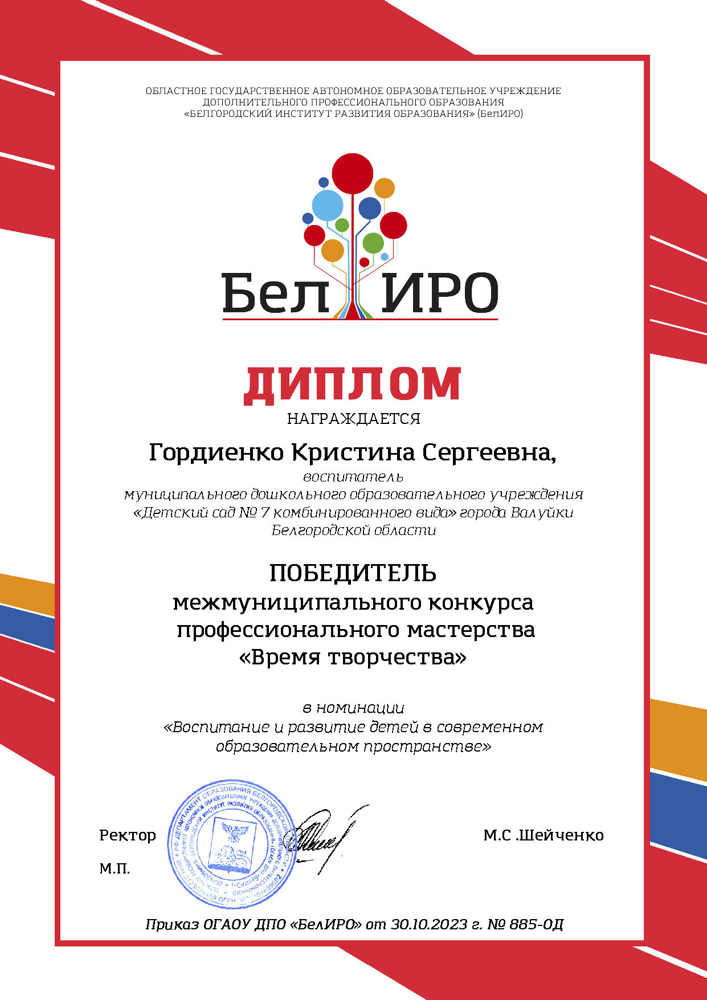 ОБЛАСТНОЕ ГОСУДАРСТВЕННОЕ АВТОНОМНОЕ ОБРАЗОВАТЕЛЬНОЕ УЧРЕЖДЕНИЕ
ДОПОЛНИТЕЛЬНОГО ПРОФЕССИОНАЛЬНОГО ОБРАЗОВАНИЯ
«БЕЛГОРОДСКИЙ ИНСТИТУТ РАЗВИТИЯ ОБРАЗОВАНИЯ» (БелИРО)
Бел ИРО
ДИПЛОМ
НАГРАЖДАЕТСЯ
Гордиенко Кристина Сергеевна,
воспитатель
муниципального дошкольного образовательного учреждения
«Детский сад № 7 комбинированного вида» города Валуйки
Белгородской области
ПОБЕДИТЕЛЬ
межмуниципального конкурса
профессионального мастерства
«Время творчества»
в номинации
«Воспитание и развитие детей в современном
образовательном пространстве»
Ректор
М.С .Шейченко
М.П.
Приказ ОГАОУ ДПО «БелИРО» от 30.10.2023 г. № 885-ОД